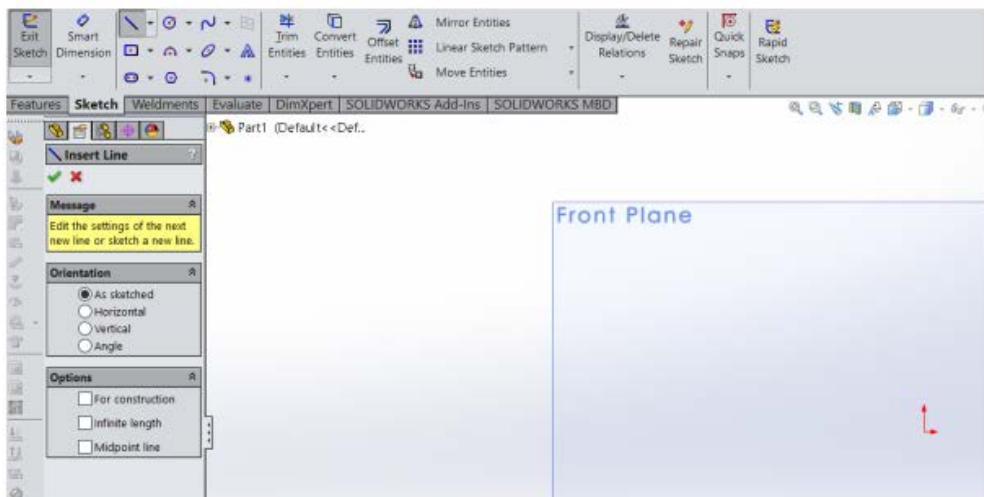 Exit Sketch
Smart Dimension
Trim Entities
Convert Entities
Offset Entities
Mirror Entities
Linear Sketch Pattern
Move Entities
Display/Delete Relations
Repair Sketch
Quick Snaps
Rapid Sketch
Features Sketch Weldments Evaluate DimXpert SOLIDWORKS Add-Ins SOLIDWORKS MBD
Part1 (Default<<Def..
Insert Line ?
Message
Edit the settings of the next
new line or sketch a new line.
Orientation
As sketched
Horizontal
Vertical
Angle
Options
For construction
Infinite length
Midpoint line
Front Plane